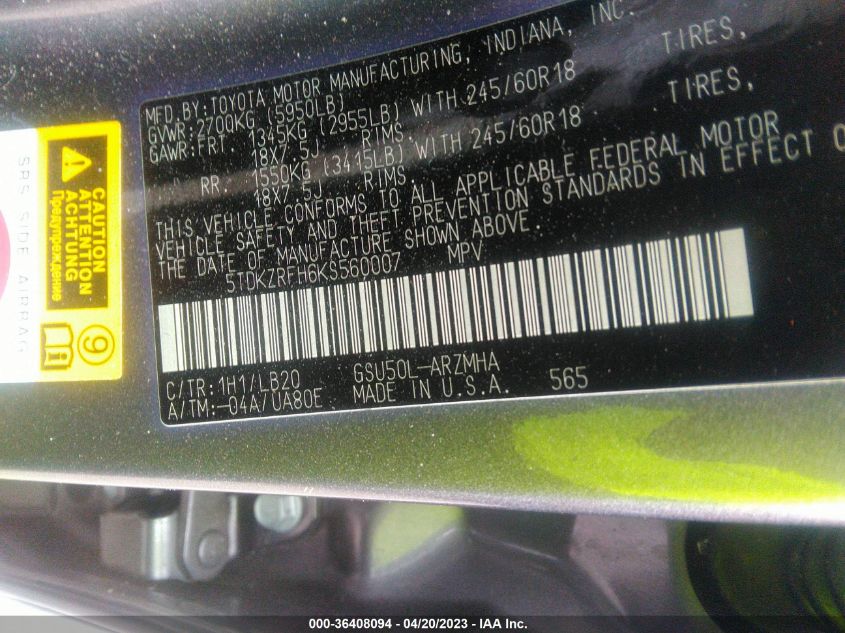 MFD.BY:TOYOTA MOTOR MANUFACTURING, INDIANA, INC.
GVWR:2700KG (5950LB)
GAWR:FRT. 1345KG (2955LB) WITH 245/60R18 TIRES,
18X7.5J RIMS
RR. 1550KG (3415LB) WITH 245/60R18 TIRES,
18X7.5J RIMS
THIS VEHICLE CONFORMS TO ALL APPLICABLE FEDERAL MOTOR
VEHICLE SAFETY AND THEFT PREVENTION STANDARDS IN EFFECT O
THE DATE OF MANUFACTURE SHOWN ABOVE.
5TDKZRFH6KS560007 MPV
C/TR:1H1/LB20 GSU50L-ARZMHA
A/TM:-04A/UA80E MADE IN U.S.A. 565
SRS SIDE AIRBAG
CAUTION
ATTENTION
ACHTUNG
Предупреждение
9
000-36408094 - 04/20/2023 - IAA Inc.